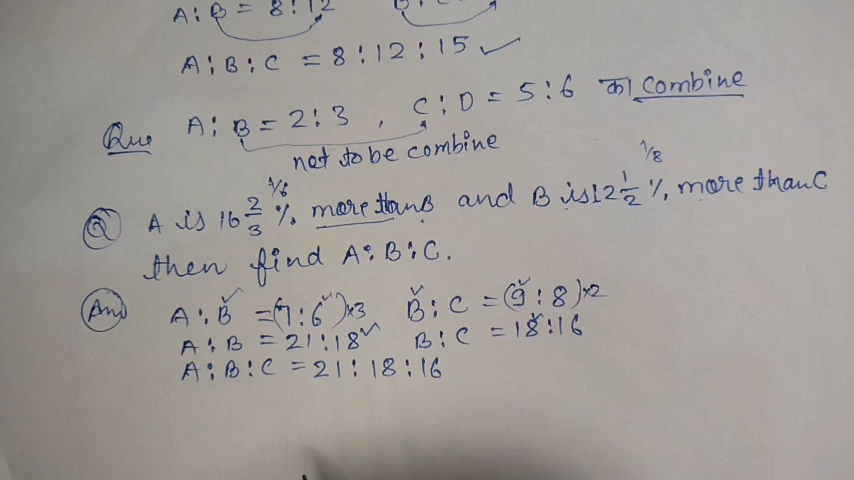 A:B = 8:12
A:B:C = 8:12:15 ✓
Que A:B = 2:3 , C:D = 5:6 का combine
not to be combine
1/6 1/8
Q A is 16 2/3 %, more than B and B is 12 1/2 %, more than C
then find A:B:C.
Ans A:B = (7:6)×3 B:C = (9:8)×2
A:B = 21:18 B:C = 18:16
A:B:C = 21:18:16